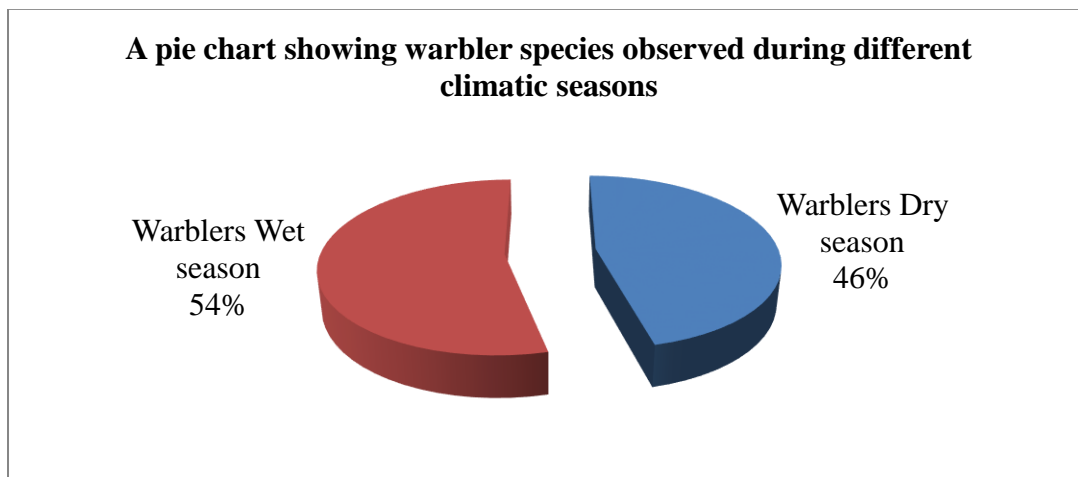 A pie chart showing warbler species observed during different
climatic seasons
Warblers Wet
season
54%
Warblers Dry
season
46%